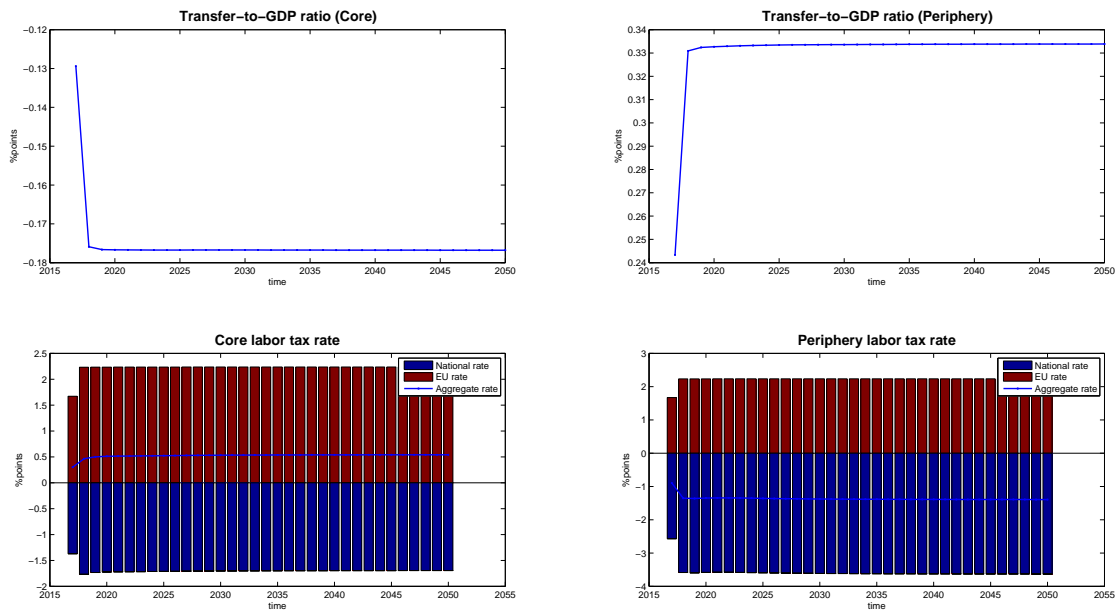 Transfer−to−GDP ratio (Core)
−0.12
−0.13
−0.14
−0.15
−0.16
−0.17
−0.18
%points
2015 2020 2025 2030 2035 2040 2045 2050
time
Transfer−to−GDP ratio (Periphery)
0.34
0.33
0.32
0.31
0.3
0.29
0.28
0.27
0.26
0.25
0.24
%points
2015 2020 2025 2030 2035 2040 2045 2050
time
Core labor tax rate
2.5
2
1.5
1
0.5
0
−0.5
−1
−1.5
−2
%points
National rate
EU rate
Aggregate rate
2015 2020 2025 2030 2035 2040 2045 2050 2055
time
Periphery labor tax rate
3
2
1
0
−1
−2
−3
−4
%points
National rate
EU rate
Aggregate rate
2015 2020 2025 2030 2035 2040 2045 2050 2055
time